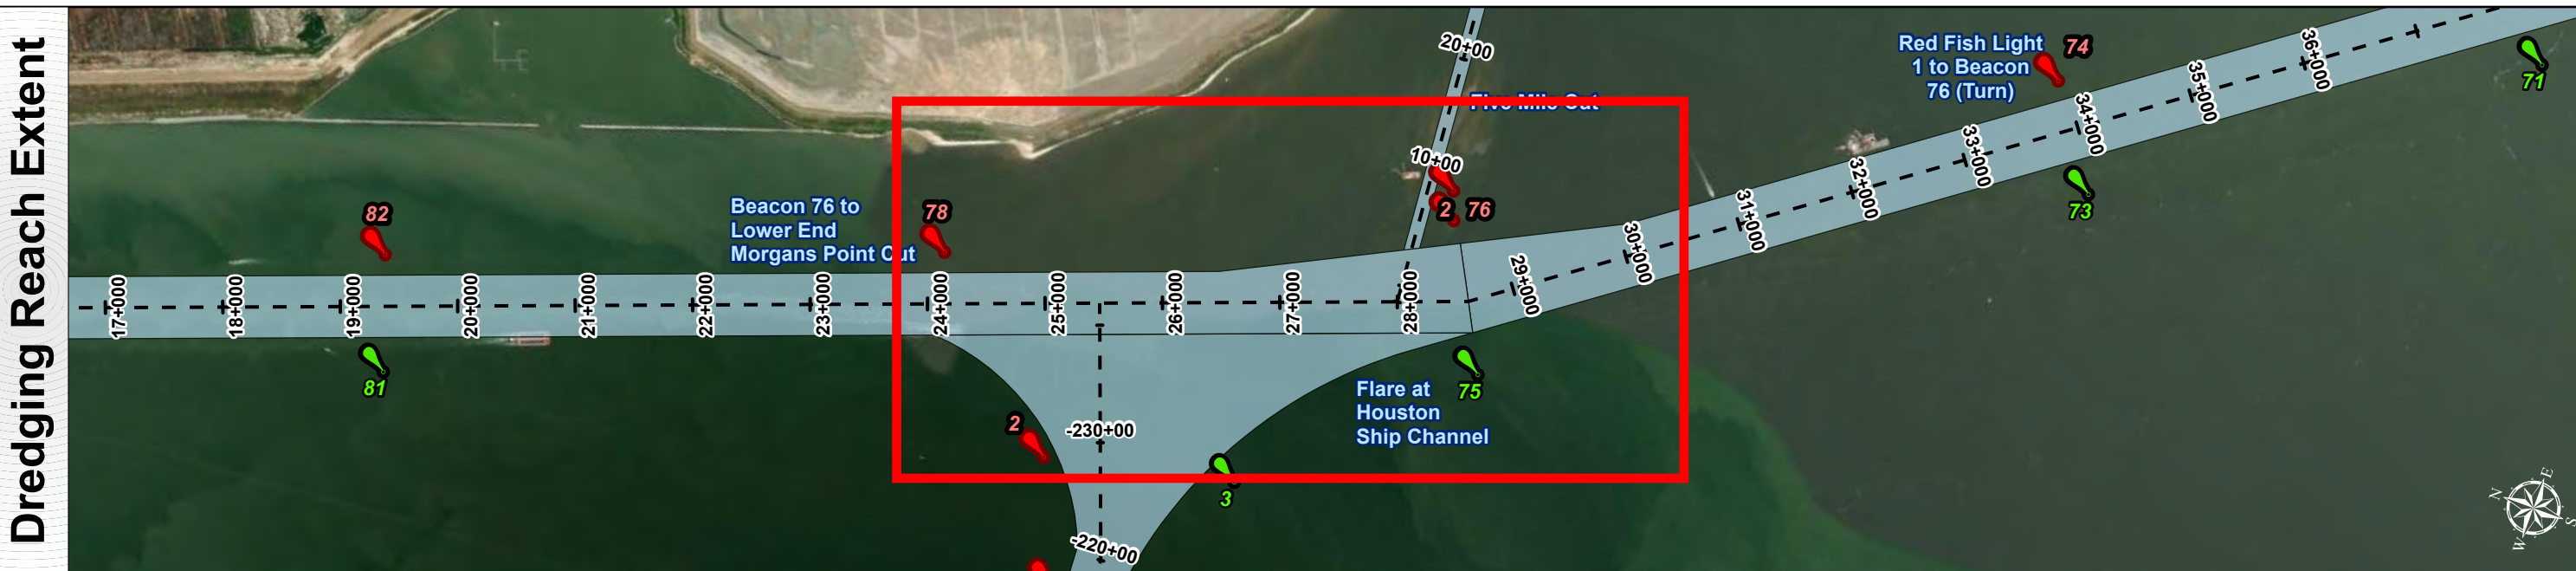 Dredging Reach Extent
20+00
Five Mile Cut
10+00
Red Fish Light
1 to Beacon
76 (Turn)
74
71
73
82
81
Beacon 76 to
Lower End
Morgans Point Cut
78
2
76
17+000
18+000
19+000
20+000
21+000
22+000
23+000
24+000
25+000
26+000
27+000
28+000
29+000
30+000
31+000
32+000
33+000
34+000
35+000
36+000
Flare at
Houston
Ship Channel
75
2
-230+00
3
-220+00
N
E
W
S